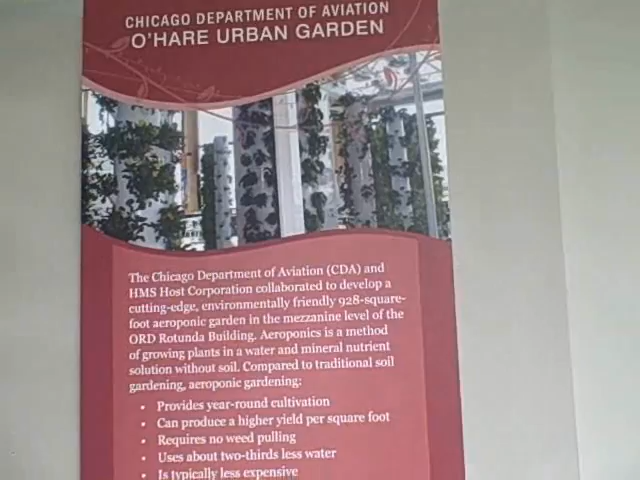 CHICAGO DEPARTMENT OF AVIATION
O'HARE URBAN GARDEN
The Chicago Department of Aviation (CDA) and
HMS Host Corporation collaborated to develop a
cutting-edge, environmentally friendly 928-square-
foot aeroponic garden in the mezzanine level of the
ORD Rotunda Building. Aeroponics is a method
of growing plants in a water and mineral nutrient
solution without soil. Compared to traditional soil
gardening, aeroponic gardening:
• Provides year-round cultivation
• Can produce a higher yield per square foot
• Requires no weed pulling
• Uses about two-thirds less water
• Is typically less expensive